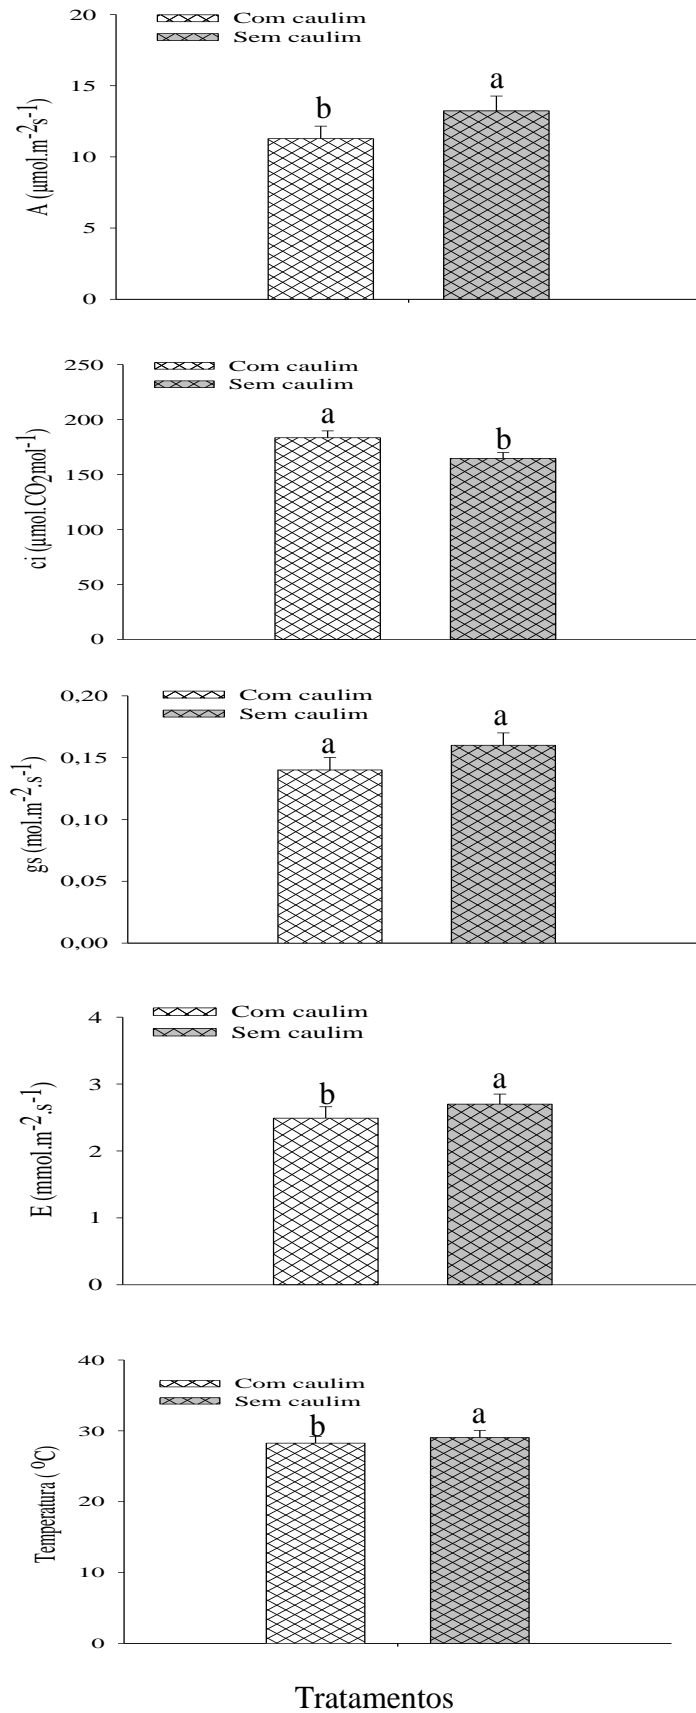 20
15
10
5
0
A (µmol.m⁻²s⁻¹)
Com caulim
Sem caulim
b
a
250
200
150
100
50
0
ci (µmol.CO₂mol⁻¹)
Com caulim
Sem caulim
a
b
0,20
0,15
0,10
0,05
0,00
gs (mol.m⁻².s⁻¹)
Com caulim
Sem caulim
a
a
4
3
2
1
0
E (mmol.m⁻².s⁻¹)
Com caulim
Sem caulim
b
a
40
30
20
10
0
Temperatura (⁰C)
Com caulim
Sem caulim
b
a
Tratamentos